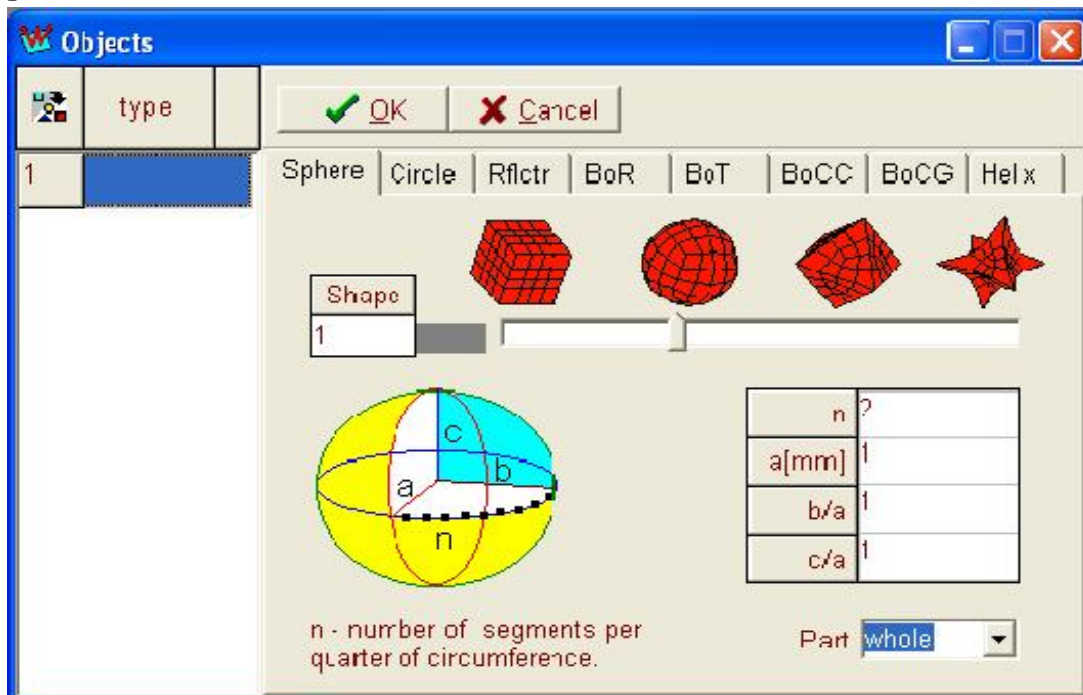 Objects
type
OK Cancel
1
Sphere Circle Rflctr BoR BoT BoCC BoCG Helix
Shape
1
c
b
a
n
n ?
a[mm] 1
b/a 1
c/a 1
n - number of segments per
quarter of circumference.
Part whole